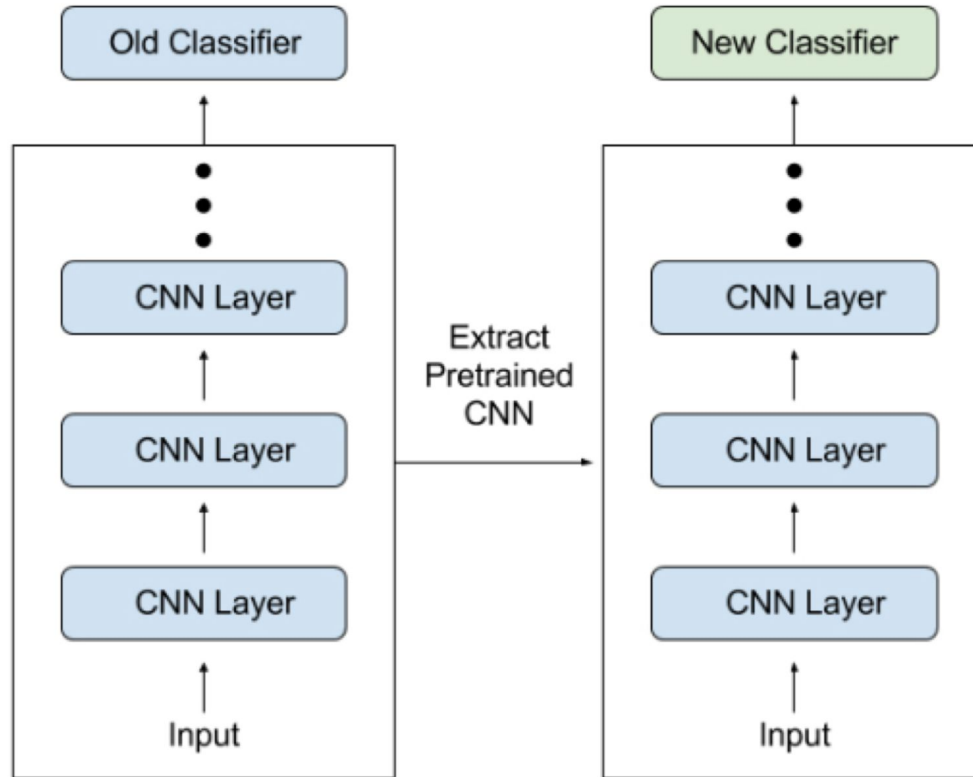 Old Classifier
New Classifier
CNN Layer
CNN Layer
Extract
Pretrained
CNN
CNN Layer
CNN Layer
CNN Layer
CNN Layer
Input
Input